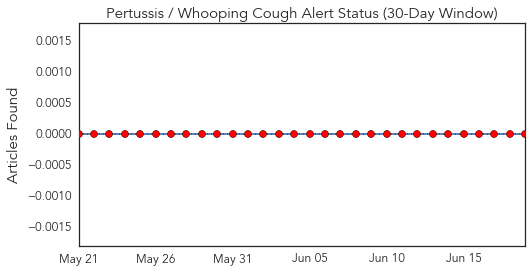 Pertussis / Whooping Cough Alert Status (30-Day Window)
Articles Found
0.0015
0.0010
0.0005
0.0000
−0.0005
−0.0010
−0.0015
May 21 May 26 May 31 Jun 05 Jun 10 Jun 15